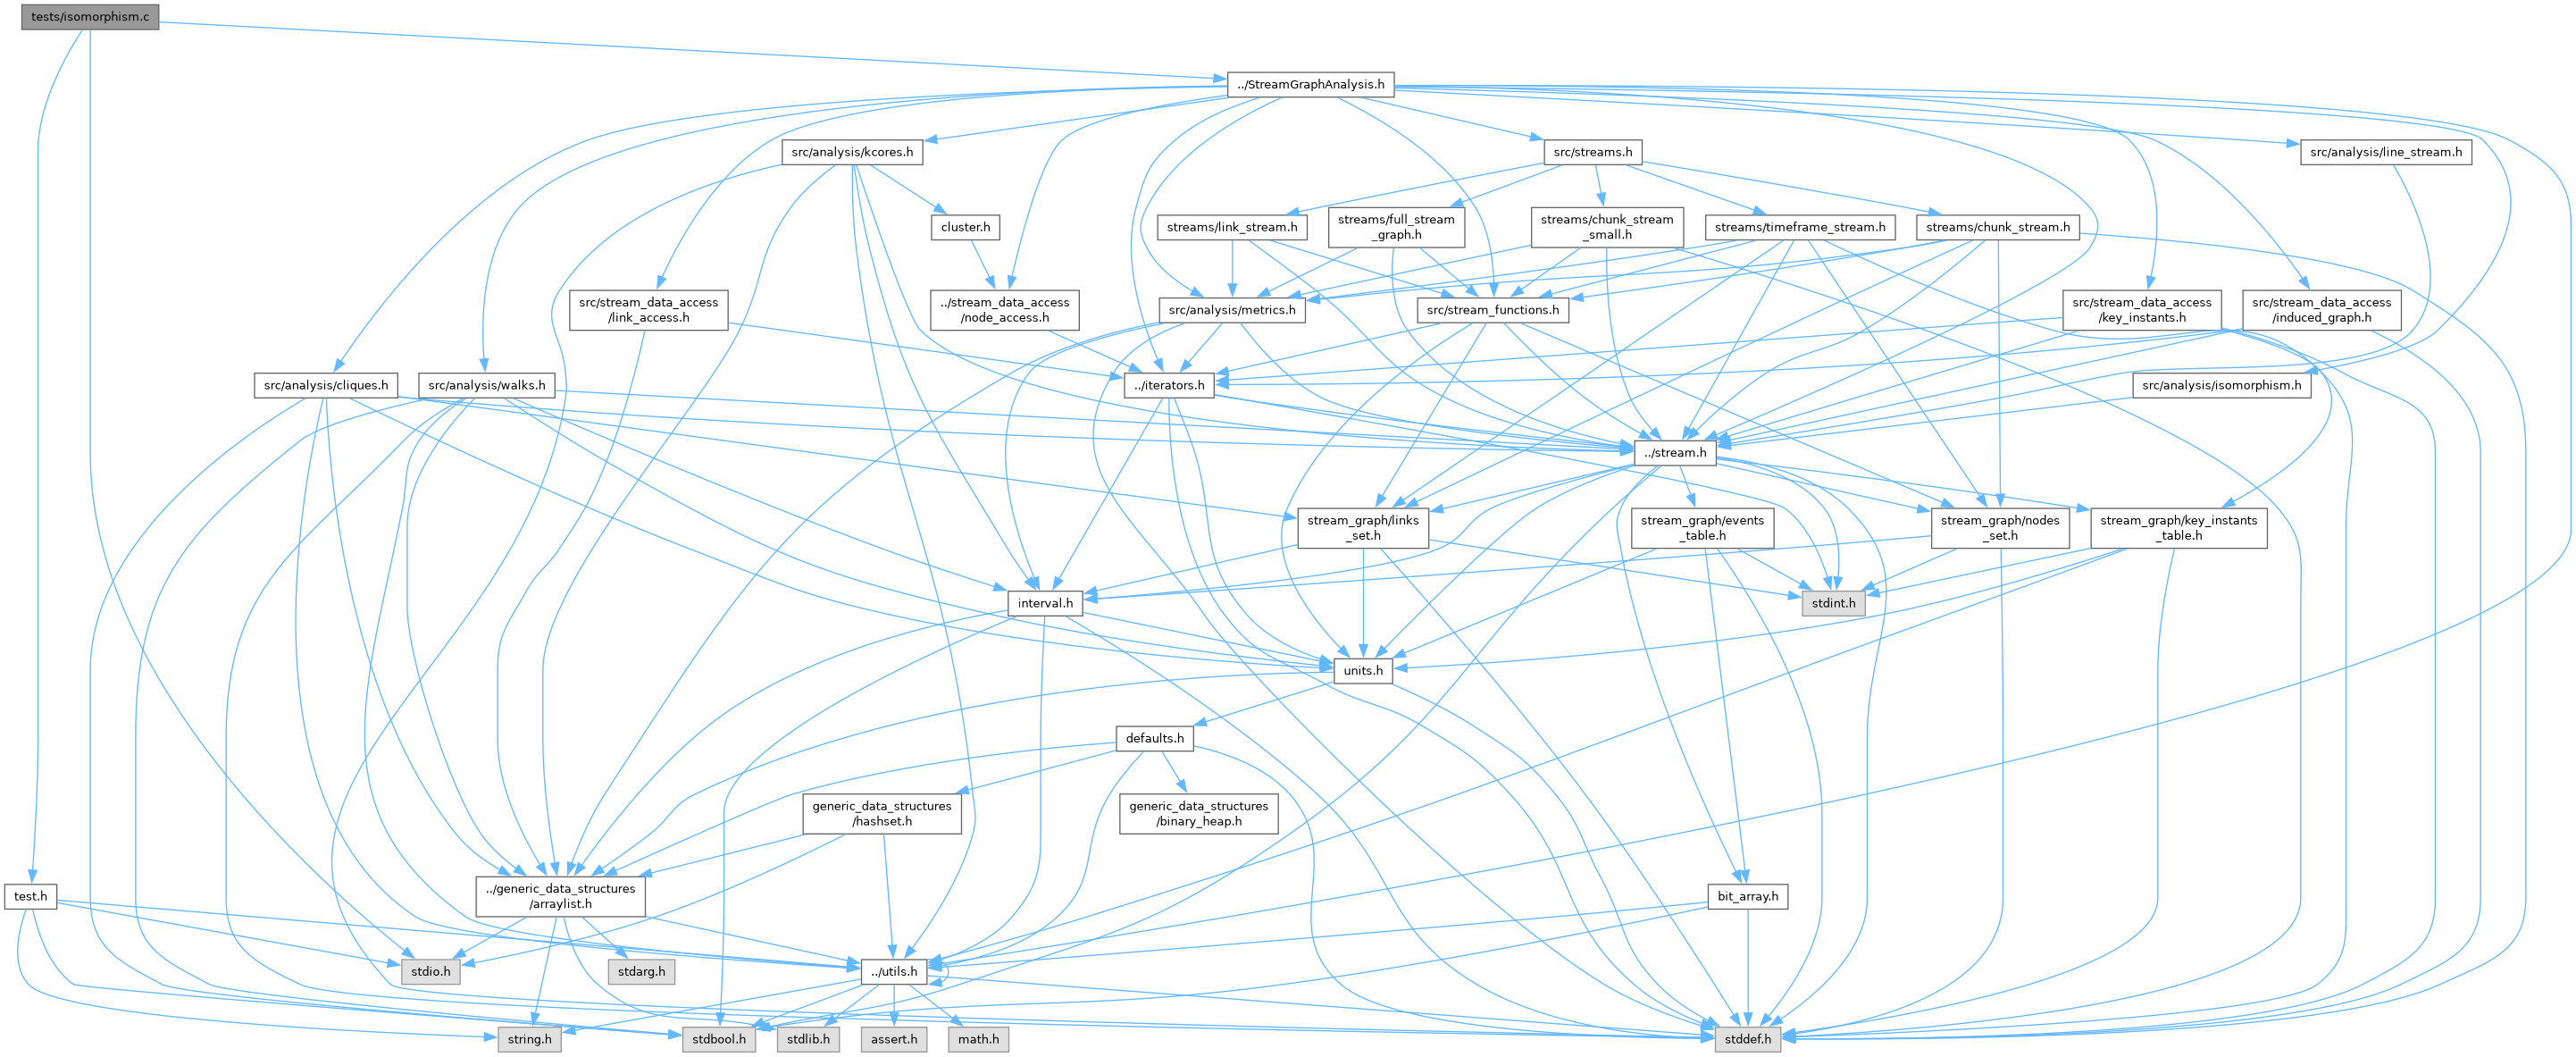 tests/isomorphism.c
../StreamGraphAnalysis.h
src/analysis/kcores.h
src/streams.h
src/analysis/line_stream.h
cluster.h
streams/link_stream.h
streams/full_stream
_graph.h
streams/chunk_stream
_small.h
streams/timeframe_stream.h
streams/chunk_stream.h
src/stream_data_access
/link_access.h
../stream_data_access
/node_access.h
src/analysis/metrics.h
src/stream_functions.h
src/stream_data_access
/key_instants.h
src/stream_data_access
/induced_graph.h
src/analysis/cliques.h
src/analysis/walks.h
../iterators.h
src/analysis/isomorphism.h
../stream.h
stream_graph/links
_set.h
stream_graph/events
_table.h
stream_graph/nodes
_set.h
stream_graph/key_instants
_table.h
interval.h
stdint.h
units.h
defaults.h
generic_data_structures
/hashset.h
generic_data_structures
/binary_heap.h
test.h
../generic_data_structures
/arraylist.h
bit_array.h
stdio.h
stdarg.h
../utils.h
string.h
stdbool.h
stdlib.h
assert.h
math.h
stddef.h